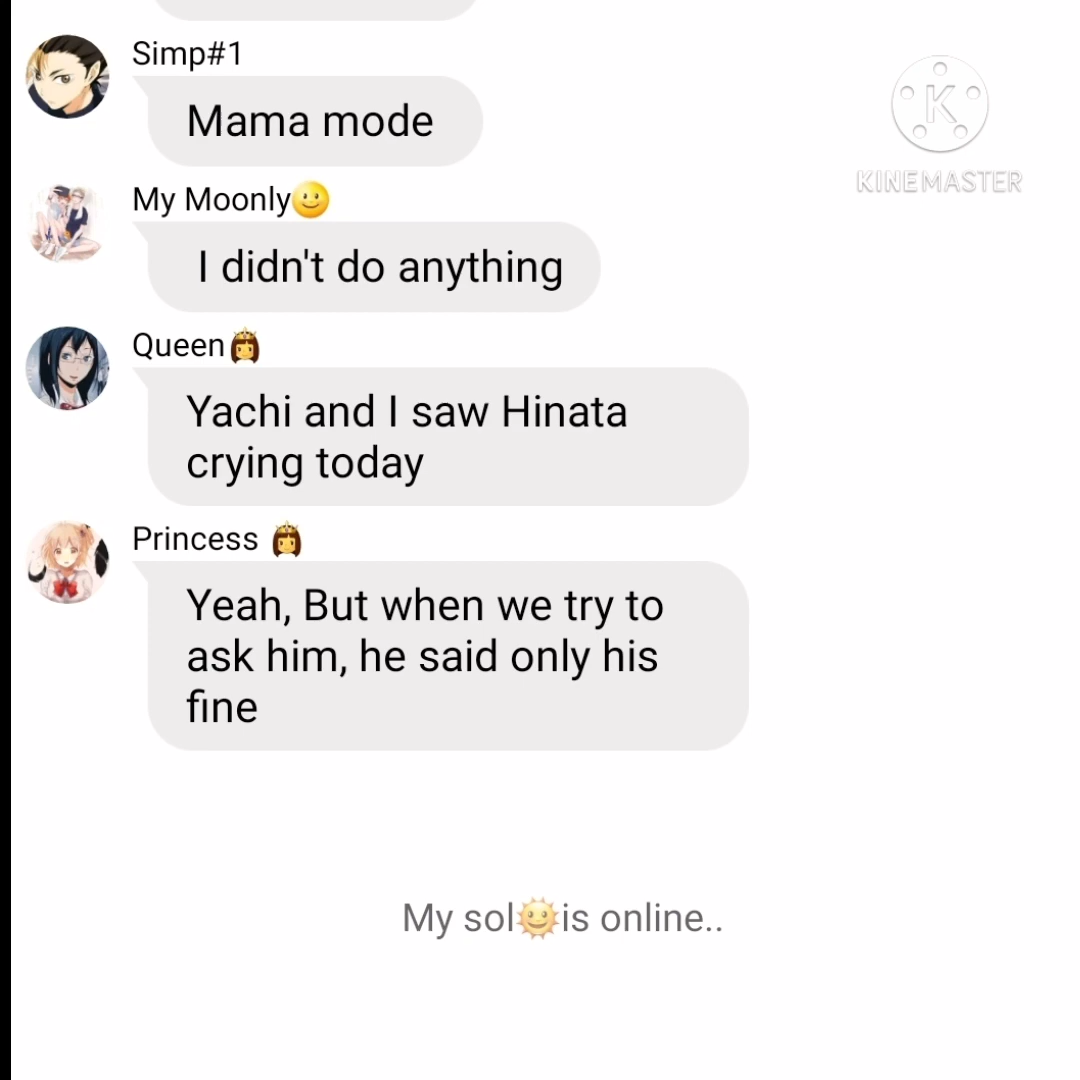 Simp#1
Mama mode
KINEMASTER
My Moonly🌝
I didn't do anything
Queen👸
Yachi and I saw Hinata
crying today
Princess 👸
Yeah, But when we try to
ask him, he said only his
fine
My sol🌞is online..